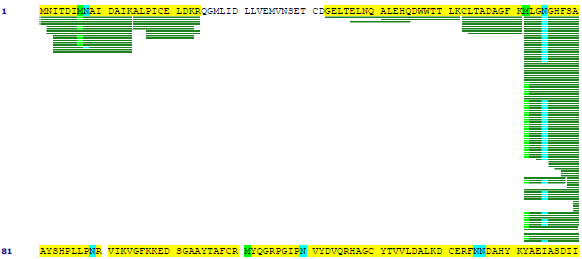 1 MNITDIMNAI DAIKALPICE LDKRQGMLID LLVEMVNSET CDGELTELNQ ALEHQDWWTT LKCLTADAGF KMLGNGHFSA
81 AYSHPLLPNR VIKVGFKKED SGAAYTAFCR MYQGRPGIPN VYDVQRHAGC YTVVLDALKD CERFNNDAHY KYAEIASDII